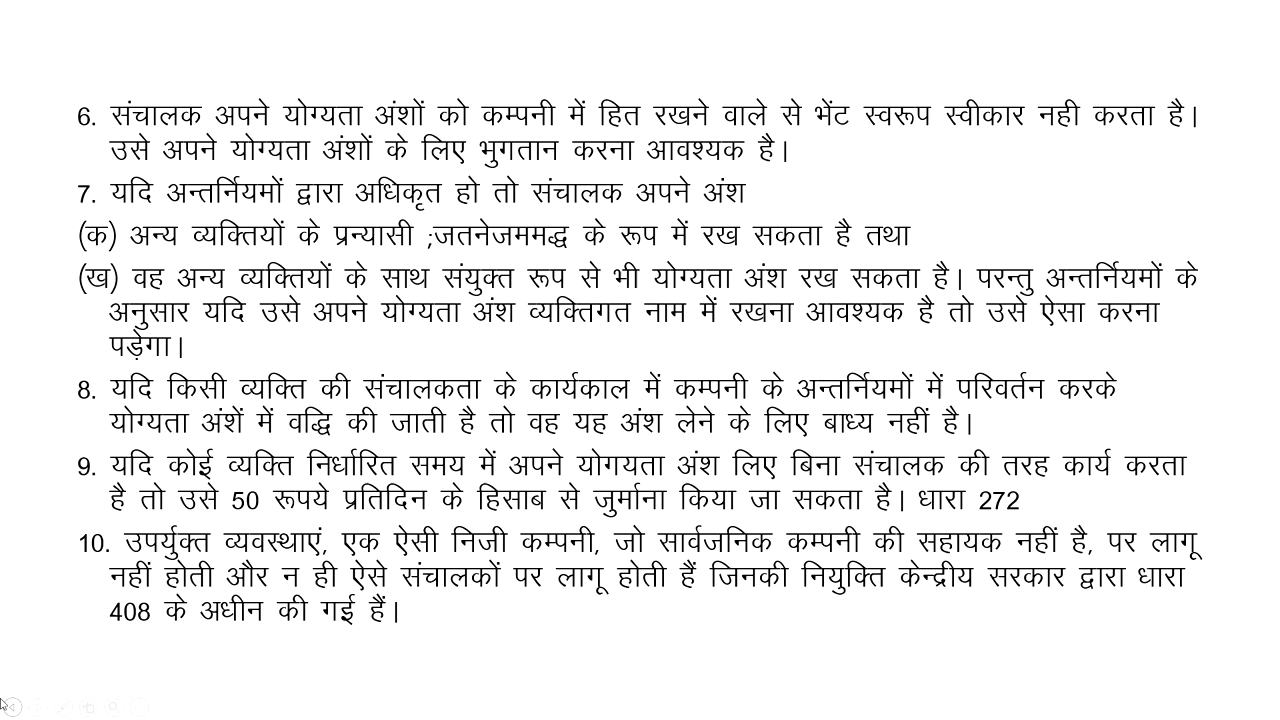 6. संचालक अपने योग्यता अंशों को कम्पनी में हित रखने वाले से भेंट स्वरूप स्वीकार नही करता है।
उसे अपने योग्यता अंशों के लिए भुगतान करना आवश्यक है।
7. यदि अन्तर्नियमों द्वारा अधिकृत हो तो संचालक अपने अंश
(क) अन्य व्यक्तियों के प्रन्यासी ;जतनेजममद्ध के रूप में रख सकता है तथा
(ख) वह अन्य व्यक्तियों के साथ संयुक्त रूप से भी योग्यता अंश रख सकता है। परन्तु अन्तर्नियमों के
अनुसार यदि उसे अपने योग्यता अंश व्यक्तिगत नाम में रखना आवश्यक है तो उसे ऐसा करना
पड़ेगा।
8. यदि किसी व्यक्ति की संचालकता के कार्यकाल में कम्पनी के अन्तर्नियमों में परिवर्तन करके
योग्यता अंशें में वद्धि की जाती है तो वह यह अंश लेने के लिए बाध्य नहीं है।
9. यदि कोई व्यक्ति निर्धारित समय में अपने योगयता अंश लिए बिना संचालक की तरह कार्य करता
है तो उसे 50 रूपये प्रतिदिन के हिसाब से जुर्माना किया जा सकता है। धारा 272
10. उपर्युक्त व्यवस्थाएं, एक ऐसी निजी कम्पनी, जो सार्वजनिक कम्पनी की सहायक नहीं है, पर लागू
नहीं होती और न ही ऐसे संचालकों पर लागू होती हैं जिनकी नियुक्ति केन्द्रीय सरकार द्वारा धारा
408 के अधीन की गई हैं।